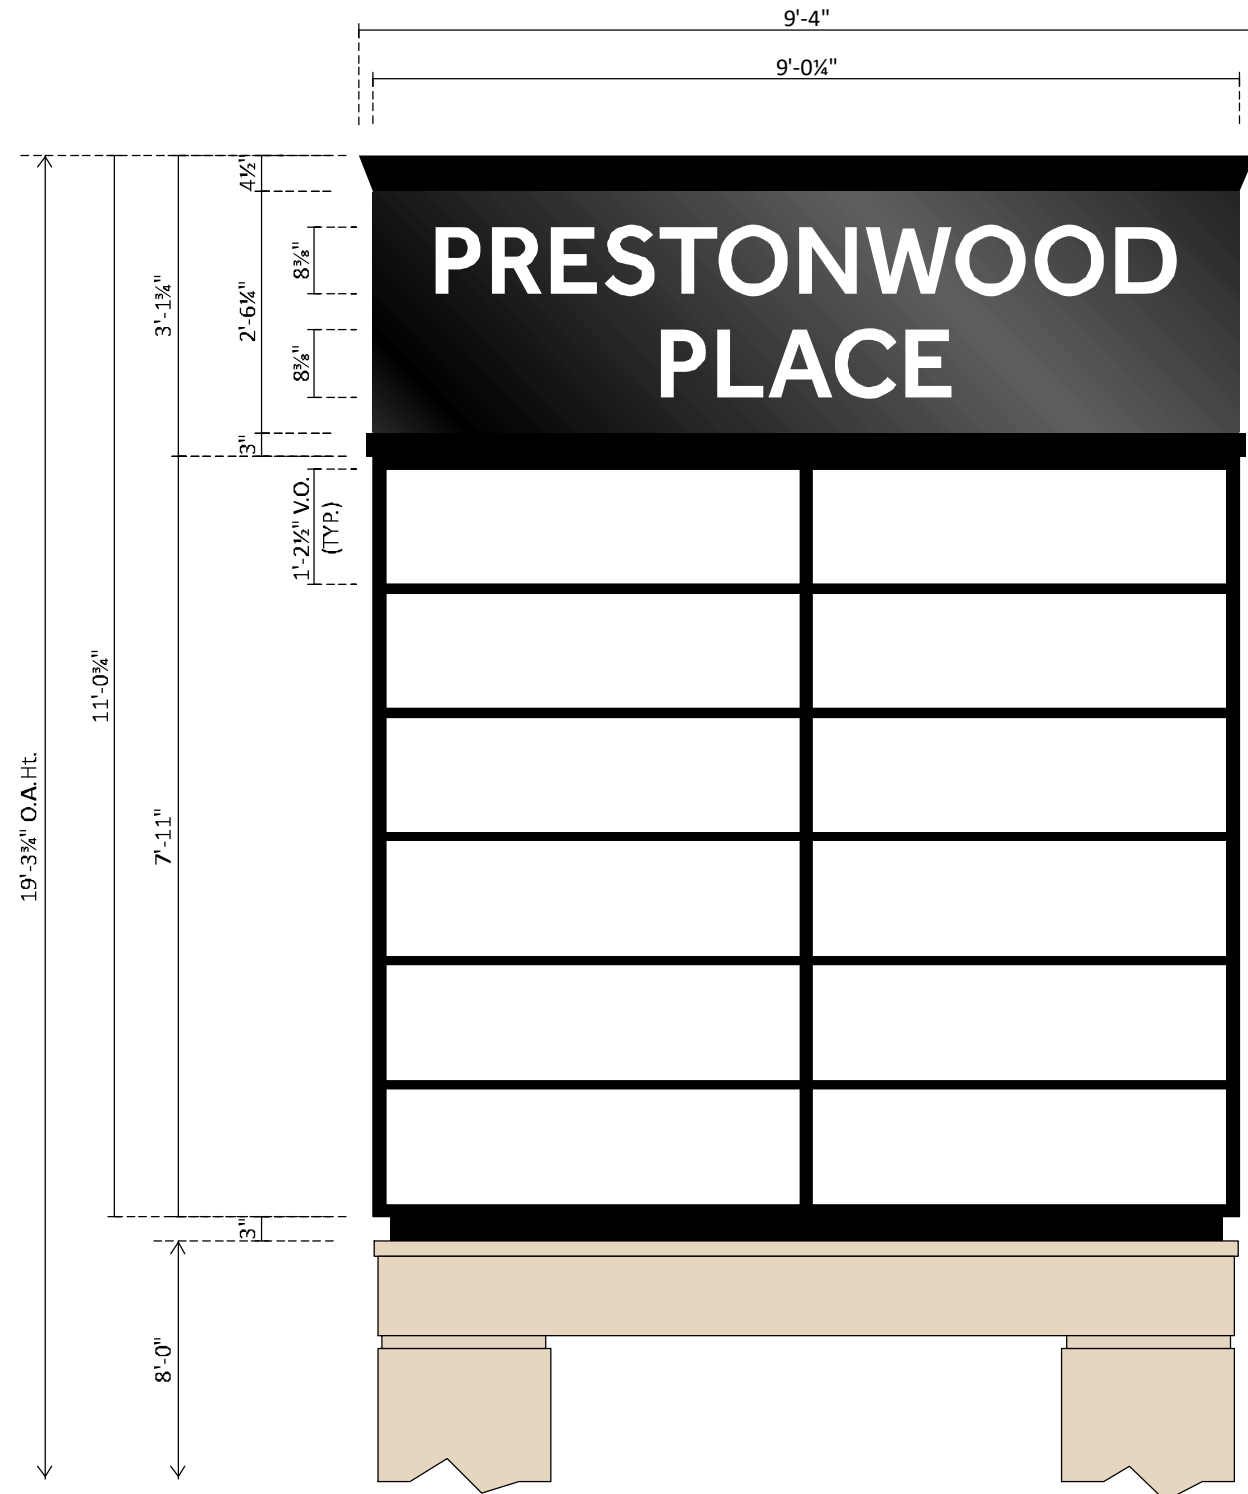 9'-4"
9'-0¼"
4½"
PRESTONWOOD
8⅜"
3'-1¾"
2'-6¼"
PLACE
8⅜"
3"
1'-2½" V.O.
(TYP.)
11'-0¾"
19'-3¾" O.A.Ht.
7'-11"
3"
8'-0"